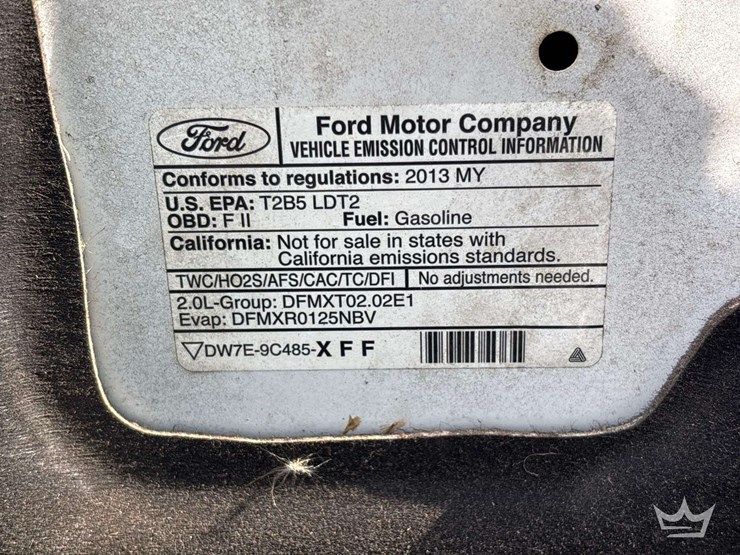 Ford
Ford Motor Company
VEHICLE EMISSION CONTROL INFORMATION
Conforms to regulations: 2013 MY
U.S. EPA: T2B5 LDT2
OBD: F II Fuel: Gasoline
California: Not for sale in states with
California emissions standards.
TWC/HO2S/AFS/CAC/TC/DFI No adjustments needed.
2.0L-Group: DFMXT02.02E1
Evap: DFMXR0125NBV
DW7E-9C485-X F F